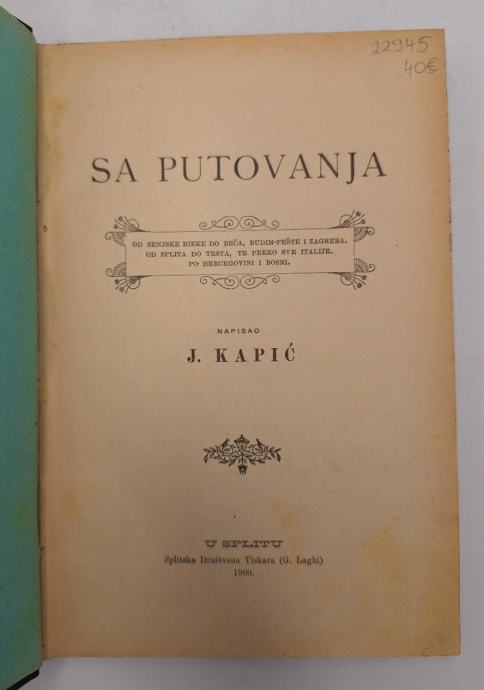 22945
40€
SA PUTOVANJA
OD SENJSKE RIEKE DO BEČA, BUDIM-PEŠTE I ZAGREBA.
OD SPLITA DO TRSTA, TE PREKO SVE ITALIJE.
PO HERCEGOVINI I BOSNI.
NAPISAO
J. KAPIĆ
U SPLITU
Splitska Društvena Tiskara (G. Laghi)
1900.